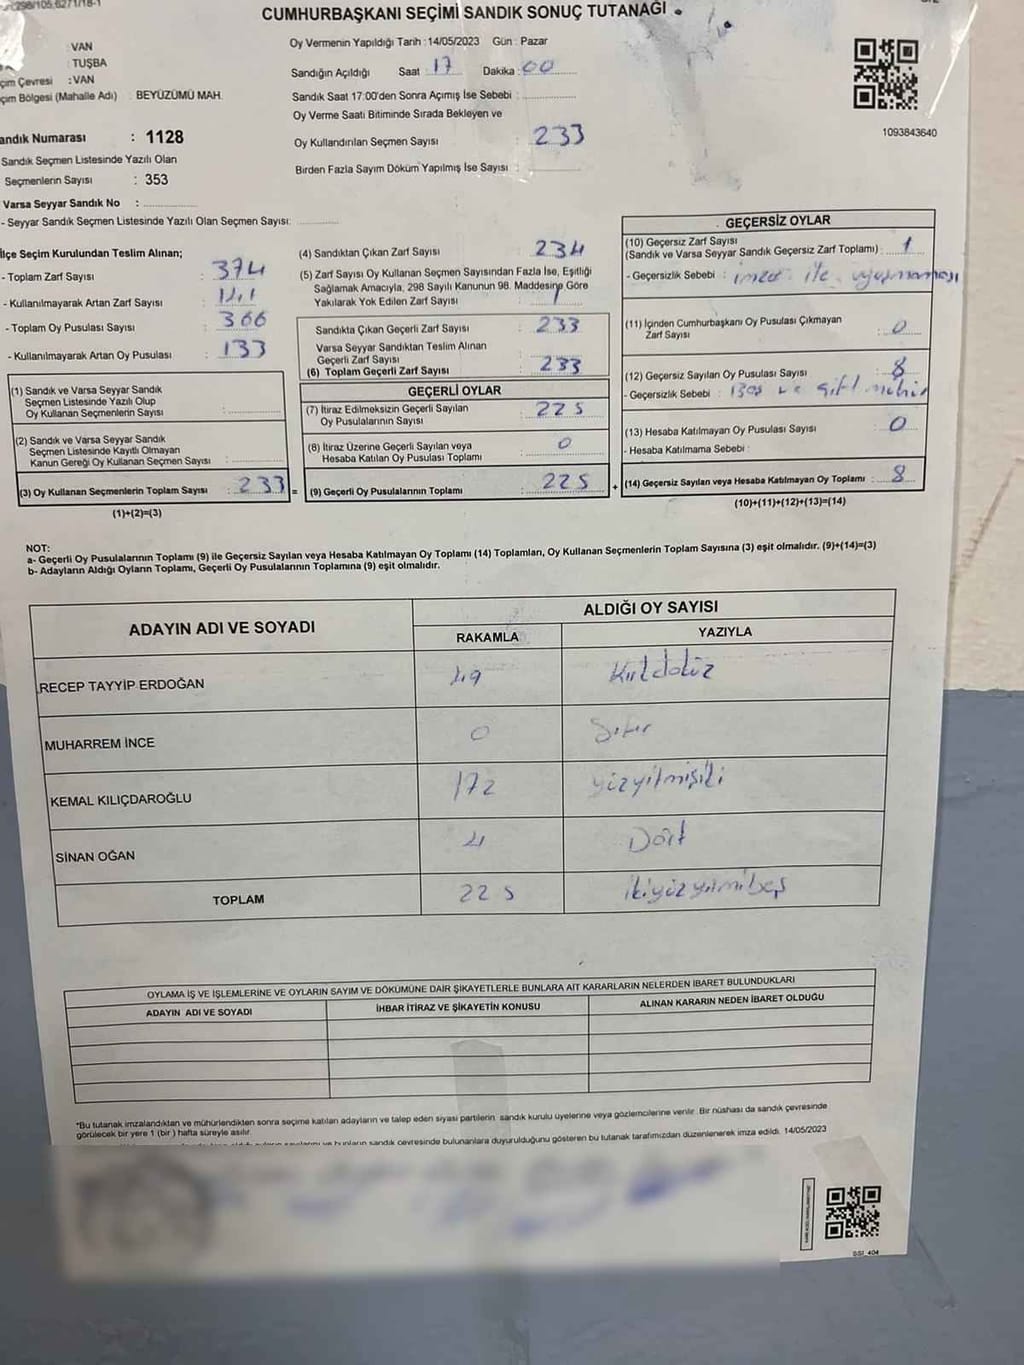 CUMHURBAŞKANI SEÇİMİ SANDIK SONUÇ TUTANAĞI
: VAN
: TUŞBA
Çevresi : VAN
Bölgesi (Mahalle Adı) : BEYÜZÜMÜ MAH.
Numarası : 1128
Sandık Seçmen Listesinde Yazılı Olan
Seçmenlerin Sayısı : 353
Varsa Seyyar Sandık No :
- Seyyar Sandık Seçmen Listesinde Yazılı Olan Seçmen Sayısı:
Oy Vermenin Yapıldığı Tarih : 14/05/2023 Gün : Pazar
Sandığın Açıldığı Saat : 17 Dakika : 00
Sandık Saat 17:00'den Sonra Açımış İse Sebebi :
Oy Verme Saati Bitiminde Sırada Bekleyen ve
Oy Kullandırılan Seçmen Sayısı : 233
Birden Fazla Sayım Döküm Yapılmış İse Sayısı :
1093843640
İlçe Seçim Kurulundan Teslim Alınan;
- Toplam Zarf Sayısı : 374
- Kullanılmayarak Artan Zarf Sayısı : 141
- Toplam Oy Pusulası Sayısı : 366
- Kullanılmayarak Artan Oy Pusulası : 133
(1) Sandık ve Varsa Seyyar Sandık
Seçmen Listesinde Yazılı Olup
Oy Kullanan Seçmenlerin Sayısı :
(2) Sandık ve Varsa Seyyar Sandık
Seçmen Listesinde Kayıtlı Olmayan
Kanun Gereği Oy Kullanan Seçmen Sayısı :
(3) Oy Kullanan Seçmenlerin Toplam Sayısı : 233 =
(1)+(2)=(3)
(4) Sandıktan Çıkan Zarf Sayısı : 234
(5) Zarf Sayısı Oy Kullanan Seçmen Sayısından Fazla İse, Eşitliği
Sağlamak Amacıyla, 298 Sayılı Kanunun 98. Maddesine Göre
Yakılarak Yok Edilen Zarf Sayısı : 1
Sandıkta Çıkan Geçerli Zarf Sayısı : 233
Varsa Seyyar Sandıktan Teslim Alınan
Geçerli Zarf Sayısı :
(6) Toplam Geçerli Zarf Sayısı : 233
GEÇERLİ OYLAR
(7) İtiraz Edilmeksizin Geçerli Sayılan
Oy Pusulalarının Sayısı : 225
(8) İtiraz Üzerine Geçerli Sayılan veya
Hesaba Katılan Oy Pusulası Toplamı : 0
(9) Geçerli Oy Pusulalarının Toplamı : 225 +
GEÇERSİZ OYLAR
(10) Geçersiz Zarf Sayısı
(Sandık ve Varsa Seyyar Sandık Geçersiz Zarf Toplamı) : 1
- Geçersizlik Sebebi : imza ile uyuşmaması
(11) İçinden Cumhurbaşkanı Oy Pusulası Çıkmayan
Zarf Sayısı : 0
(12) Geçersiz Sayılan Oy Pusulası Sayısı : 8
- Geçersizlik Sebebi : Boş ve çift mühür
(13) Hesaba Katılmayan Oy Pusulası Sayısı : 0
- Hesaba Katılmama Sebebi :
(14) Geçersiz Sayılan veya Hesaba Katılmayan Oy Toplamı : 8
(10)+(11)+(12)+(13)=(14)
NOT:
a- Geçerli Oy Pusulalarının Toplamı (9) ile Geçersiz Sayılan veya Hesaba Katılmayan Oy Toplamı (14) Toplamları, Oy Kullanan Seçmenlerin Toplam Sayısına (3) eşit olmalıdır. (9)+(14)=(3)
b- Adayların Aldığı Oyların Toplamı, Geçerli Oy Pusulalarının Toplamına (9) eşit olmalıdır.
ADAYIN ADI VE SOYADI ALDIĞI OY SAYISI
RAKAMLA YAZIYLA
RECEP TAYYİP ERDOĞAN 49 Kırkdokuz
MUHARREM İNCE 0 Sıfır
KEMAL KILIÇDAROĞLU 172 yüzyitmişiki
SİNAN OĞAN 4 Dört
TOPLAM 225 ikiyüzyirmibeş
OYLAMA İŞ VE İŞLEMLERİNE VE OYLARIN SAYIM VE DÖKÜMÜNE DAİR ŞİKAYETLERLE BUNLARA AİT KARARLARIN NELERDEN İBARET BULUNDUKLARI
ADAYIN ADI VE SOYADI İHBAR İTİRAZ VE ŞİKAYETİN KONUSU ALINAN KARARIN NEDEN İBARET OLDUĞU
*Bu tutanak imzalandıktan ve mühürlendikten sonra seçime katılan adayların ve talep eden siyasi partilerin sandık kurulu üyelerine veya gözlemcilerine verilir. Bir nüshası da sandık çevresinde
görülecek bir yere 1 (bir) hafta süreyle asılır.
ve bunların sandık çevresinde bulunanlara duyurulduğunu gösteren bu tutanak tarafımızdan düzenlenerek imza edildi. 14/05/2023